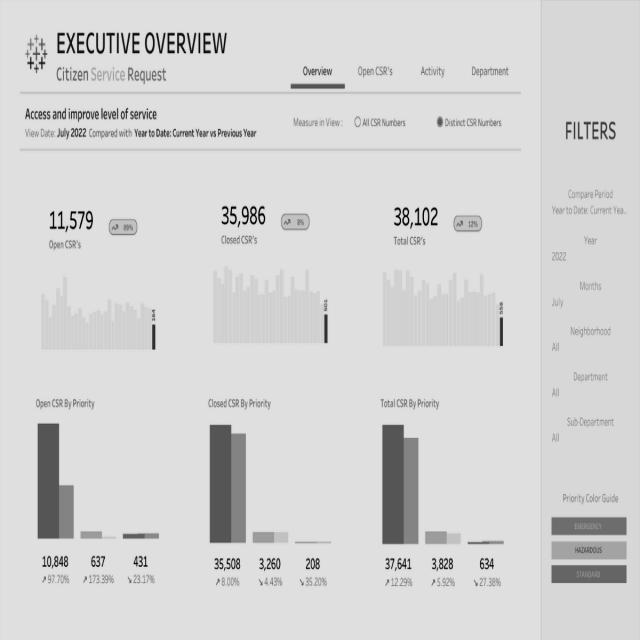 EXECUTIVE OVERVIEW
Citizen Service Request
Overview Open CSR's Activity Department
Access and improve level of service
View Date: July 2022 Compared with Year to Date: Current Year vs Previous Year
Measure in View : All CSR Numbers Distinct CSR Numbers
11,579 89%
Open CSR's
35,986 8%
Closed CSR's
38,102 12%
Total CSR's
164
601
558
Open CSR By Priority
10,848 637 431
↗ 97.70% ↗ 173.39% ↘ 23.17%
Closed CSR By Priority
35,508 3,260 208
↗ 8.00% ↘ 4.43% ↘ 35.20%
Total CSR By Priority
37,641 3,828 634
↗ 12.29% ↗ 5.92% ↘ 27.38%
FILTERS
Compare Period
Year to Date: Current Yea..
Year
2022
Months
July
Neighborhood
All
Department
All
Sub-Department
All
Priority Color Guide
EMERGENCY
HAZARDOUS
STANDARD